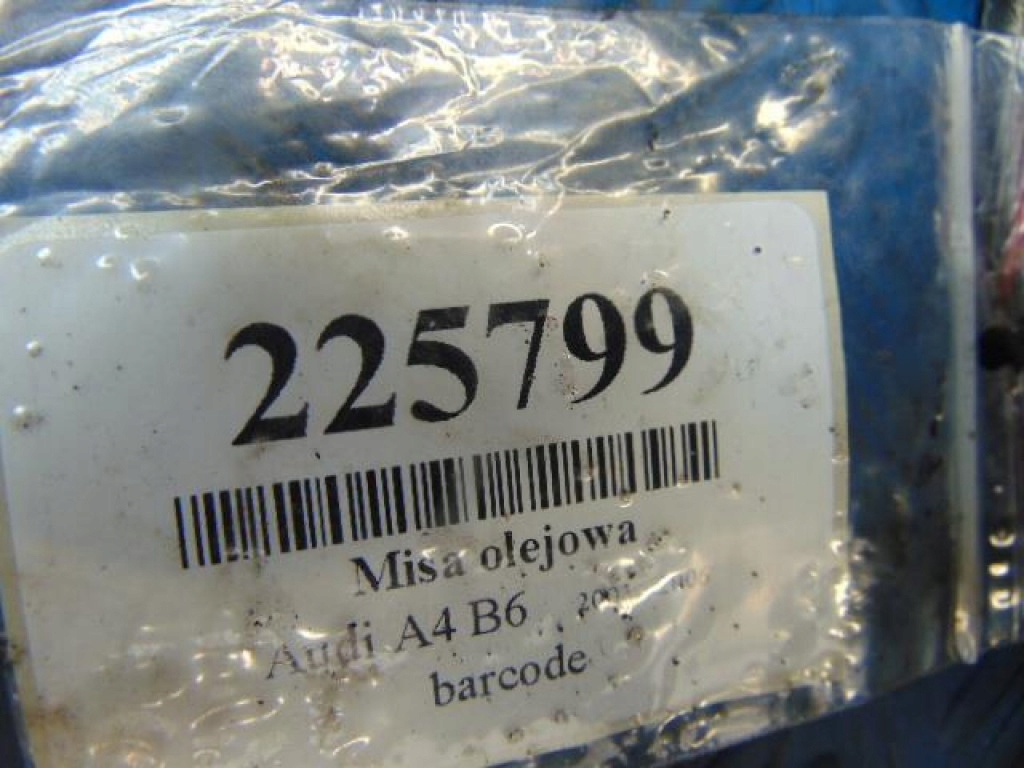 225799
Misa olejowa
Audi A4 B6
barcode